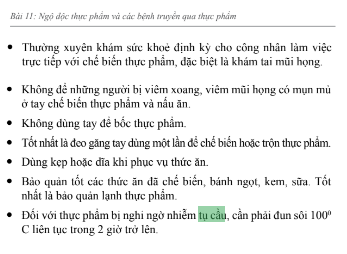 Bài 11: Ngộ độc thực phẩm và các bệnh truyền qua thực phẩm
• Thường xuyên khám sức khoẻ định kỳ cho công nhân làm việc
trực tiếp với chế biến thực phẩm, đặc biệt là khám tai mũi họng.
• Không để những người bị viêm xoang, viêm mũi họng có mụn mủ
ở tay chế biến thực phẩm và nấu ăn.
• Không dùng tay để bốc thực phẩm.
• Tốt nhất là đeo găng tay dùng một lần để chế biến hoặc trộn thực phẩm.
• Dùng kẹp hoặc đĩa khi phục vụ thức ăn.
• Bảo quản tốt các thức ăn đã chế biến, bánh ngọt, kem, sữa. Tốt
nhất là bảo quản lạnh thực phẩm.
• Đối với thực phẩm bị nghi ngờ nhiễm tụ cầu, cần phải đun sôi 100⁰
C liên tục trong 2 giờ trở lên.